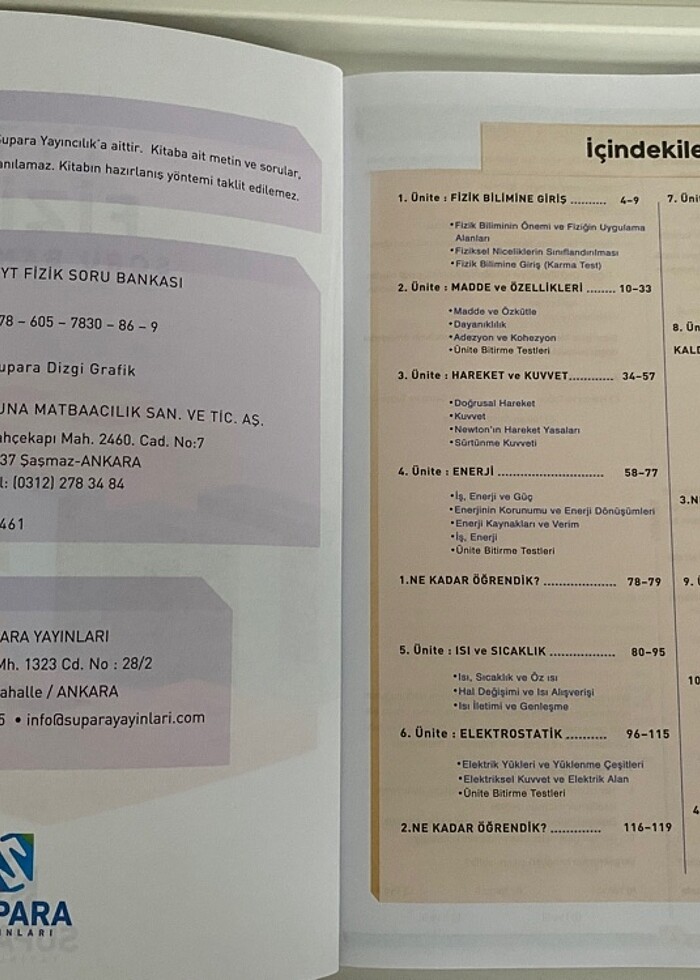 Supara Yayıncılık'a aittir. Kitaba ait metin ve sorular,
anılamaz. Kitabın hazırlanış yöntemi taklit edilemez.
YT FİZİK SORU BANKASI
78 - 605 - 7830 - 86 - 9
upara Dizgi Grafik
UNA MATBAACILIK SAN. VE TİC. AŞ.
ahçekapı Mah. 2460. Cad. No:7
37 Şaşmaz-ANKARA
l: (0312) 278 34 84
461
ARA YAYINLARI
Mh. 1323 Cd. No : 28/2
ahalle / ANKARA
5 • info@suparayayinlari.com
PARA
INLARI
İçindekile
1. Ünite : FİZİK BİLİMİNE GİRİŞ .......... 4-9
•Fizik Biliminin Önemi ve Fiziğin Uygulama
Alanları
•Fiziksel Niceliklerin Sınıflandırılması
•Fizik Bilimine Giriş (Karma Test)
2. Ünite : MADDE ve ÖZELLİKLERİ ........ 10-33
•Madde ve Özkütle
•Dayanıklılık
•Adezyon ve Kohezyon
•Ünite Bitirme Testleri
3. Ünite : HAREKET ve KUVVET............ 34-57
•Doğrusal Hareket
•Kuvvet
•Newton'ın Hareket Yasaları
•Sürtünme Kuvveti
4. Ünite : ENERJİ ............................. 58-77
•İş, Enerji ve Güç
•Enerjinin Korunumu ve Enerji Dönüşümleri
•Enerji Kaynakları ve Verim
•İş, Enerji
•Ünite Bitirme Testleri
1.NE KADAR ÖĞRENDİK? .................... 78-79
5. Ünite : ISI ve SICAKLIK .................. 80-95
•Isı, Sıcaklık ve Öz ısı
•Hal Değişimi ve Isı Alışverişi
•Isı İletimi ve Genleşme
6. Ünite : ELEKTROSTATİK ........... 96-115
•Elektrik Yükleri ve Yüklenme Çeşitleri
•Elektriksel Kuvvet ve Elektrik Alan
•Ünite Bitirme Testleri
2.NE KADAR ÖĞRENDİK? .............. 116-119
7. Ünit
8. Ün
KALD
3.N
9.
10
4